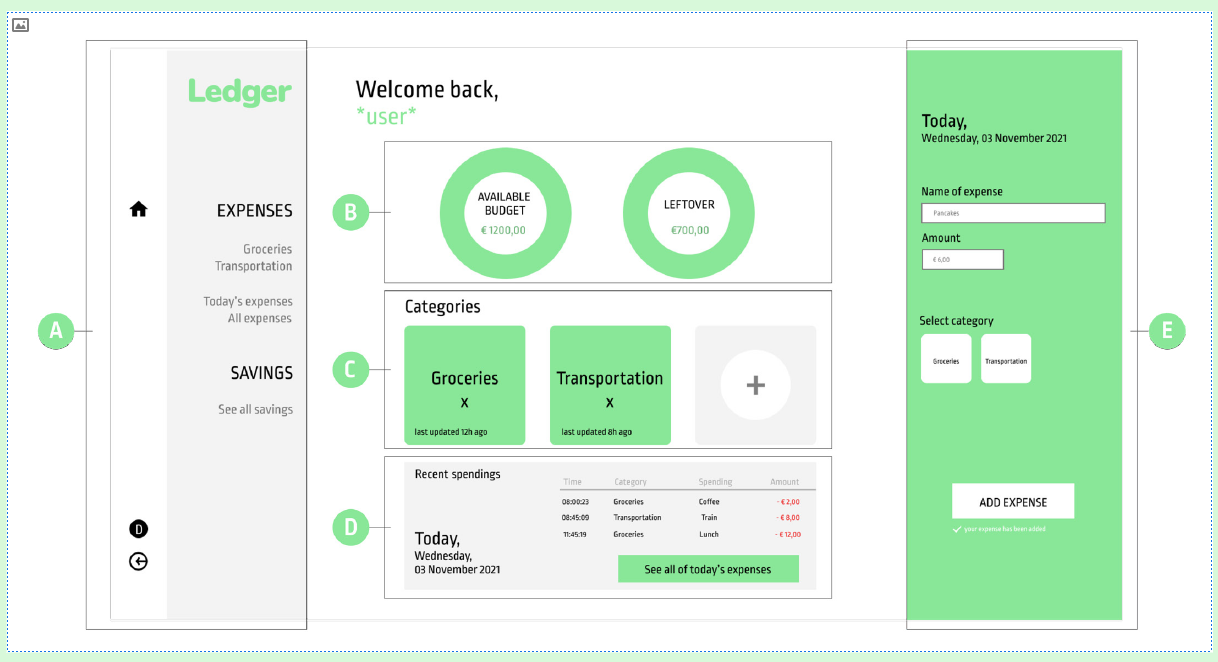 A
Ledger
EXPENSES
Groceries
Transportation
Today's expenses
All expenses
SAVINGS
See all savings
D
Welcome back,
*user*
B
AVAILABLE
BUDGET
€ 1200,00
LEFTOVER
€700,00
C
Categories
Groceries
x
last updated 12h ago
Transportation
x
last updated 8h ago
+
D
Recent spendings
Today,
Wednesday,
03 November 2021
Time Category Spending Amount
08:00:23 Groceries Coffee - € 2,00
08:45:09 Transportation Train - € 8,00
11:45:19 Groceries Lunch - € 12,00
See all of today's expenses
E
Today,
Wednesday, 03 November 2021
Name of expense
Pancakes
Amount
€ 6,00
Select category
Groceries Transportation
ADD EXPENSE
your expense has been added